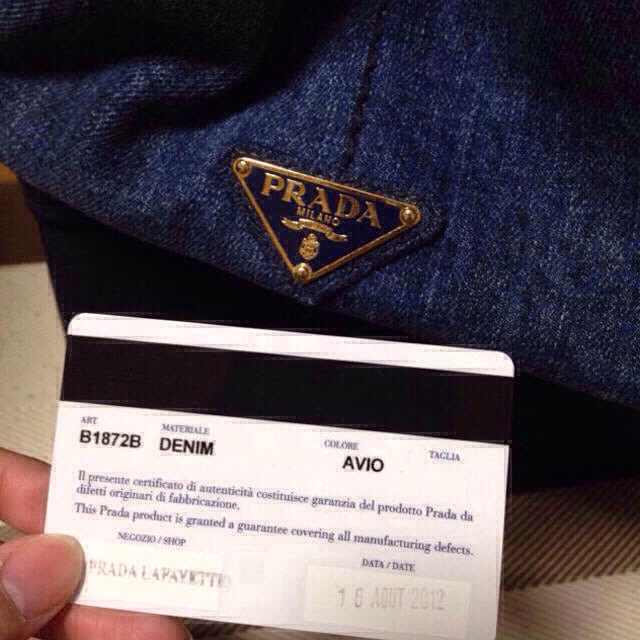 PRADA
MILANO
ART. MATERIALE COLORE TAGLIA
B1872B DENIM AVIO
Il presente certificato di autenticità costituisce garanzia del prodotto Prada da
difetti originari di fabbricazione.
This Prada product is granted a guarantee covering all manufacturing defects.
NEGOZIO / SHOP DATA / DATE
PRADA LAFAYETTE 16 AOUT 2012